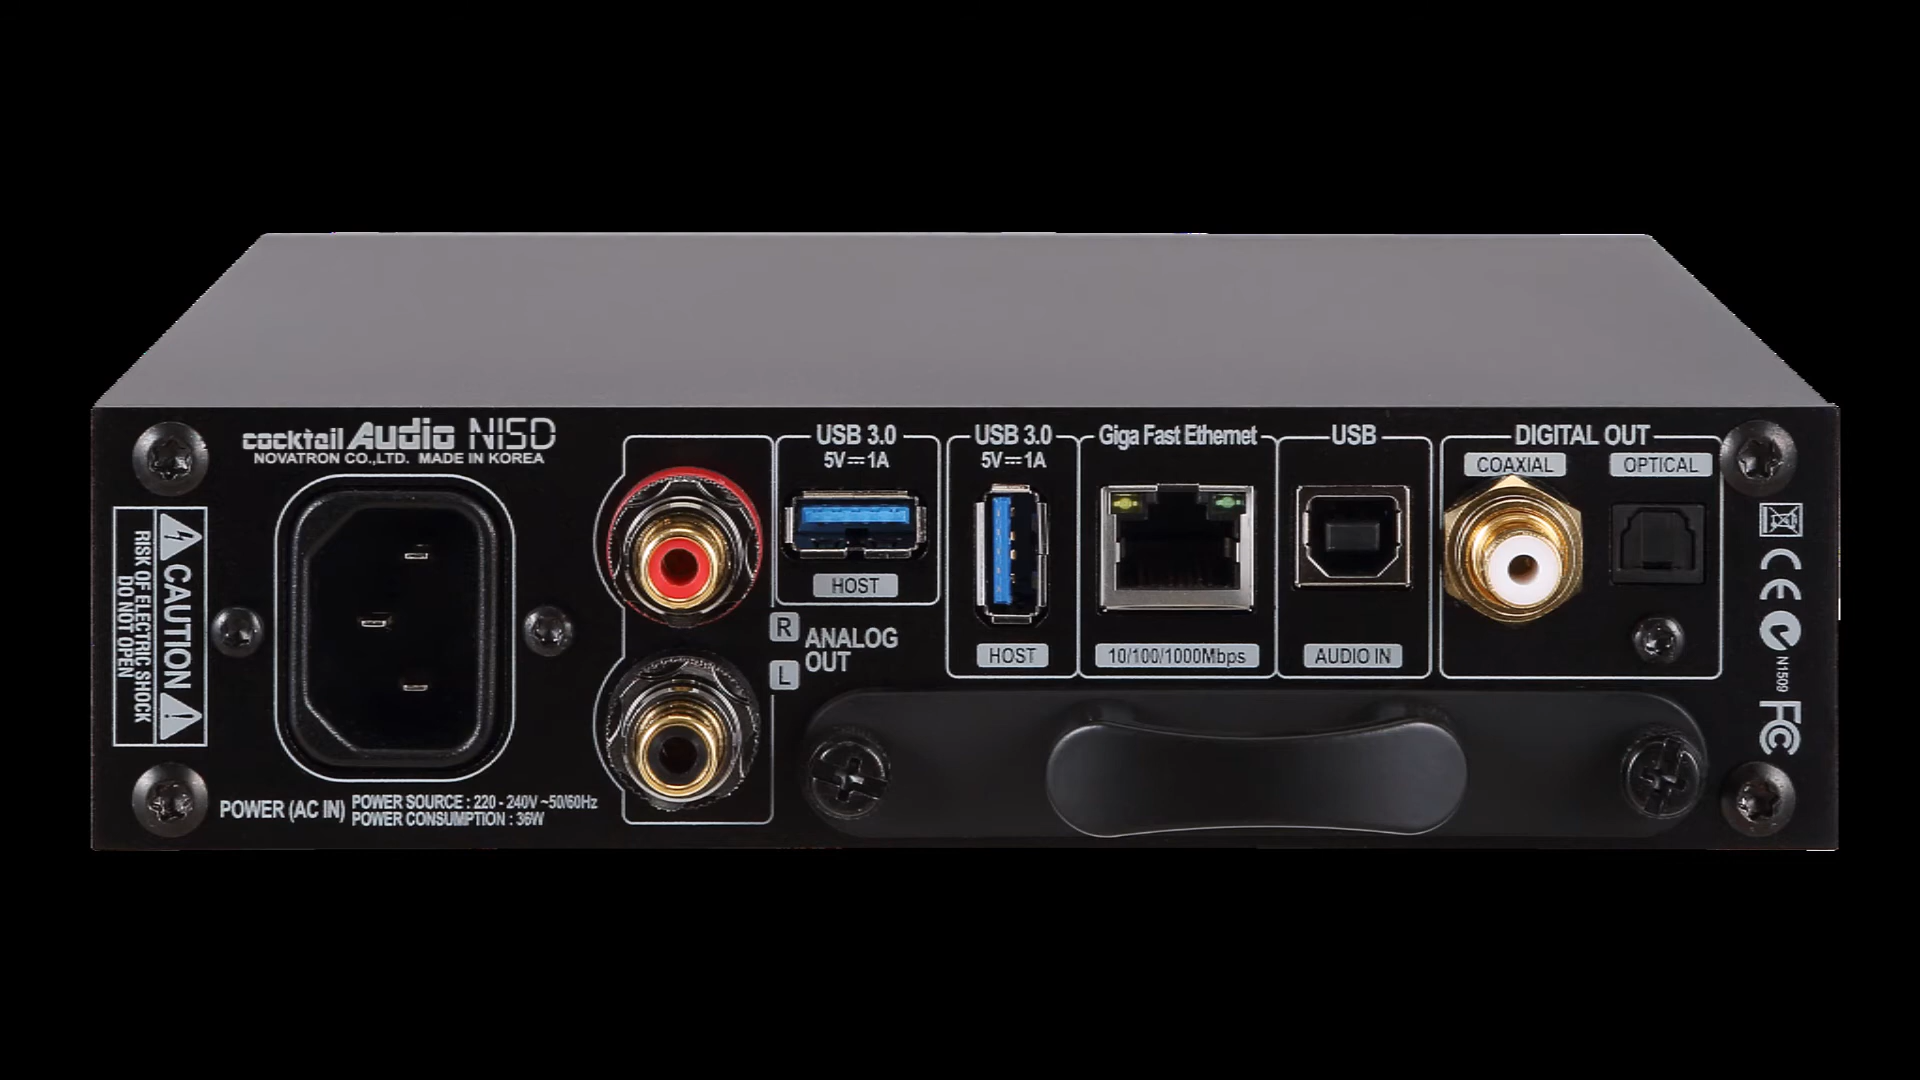 cocktail Audio N15D
NOVATRON CO.,LTD. MADE IN KOREA
CAUTION
RISK OF ELECTRIC SHOCK
DO NOT OPEN
POWER (AC IN)
POWER SOURCE : 220 - 240V ~50/60Hz
POWER CONSUMPTION : 36W
R
L
ANALOG
OUT
USB 3.0
5V⎓1A
HOST
USB 3.0
5V⎓1A
HOST
Giga Fast Ethernet
10/100/1000Mbps
USB
AUDIO IN
DIGITAL OUT
COAXIAL
OPTICAL
CE
N1509
FC